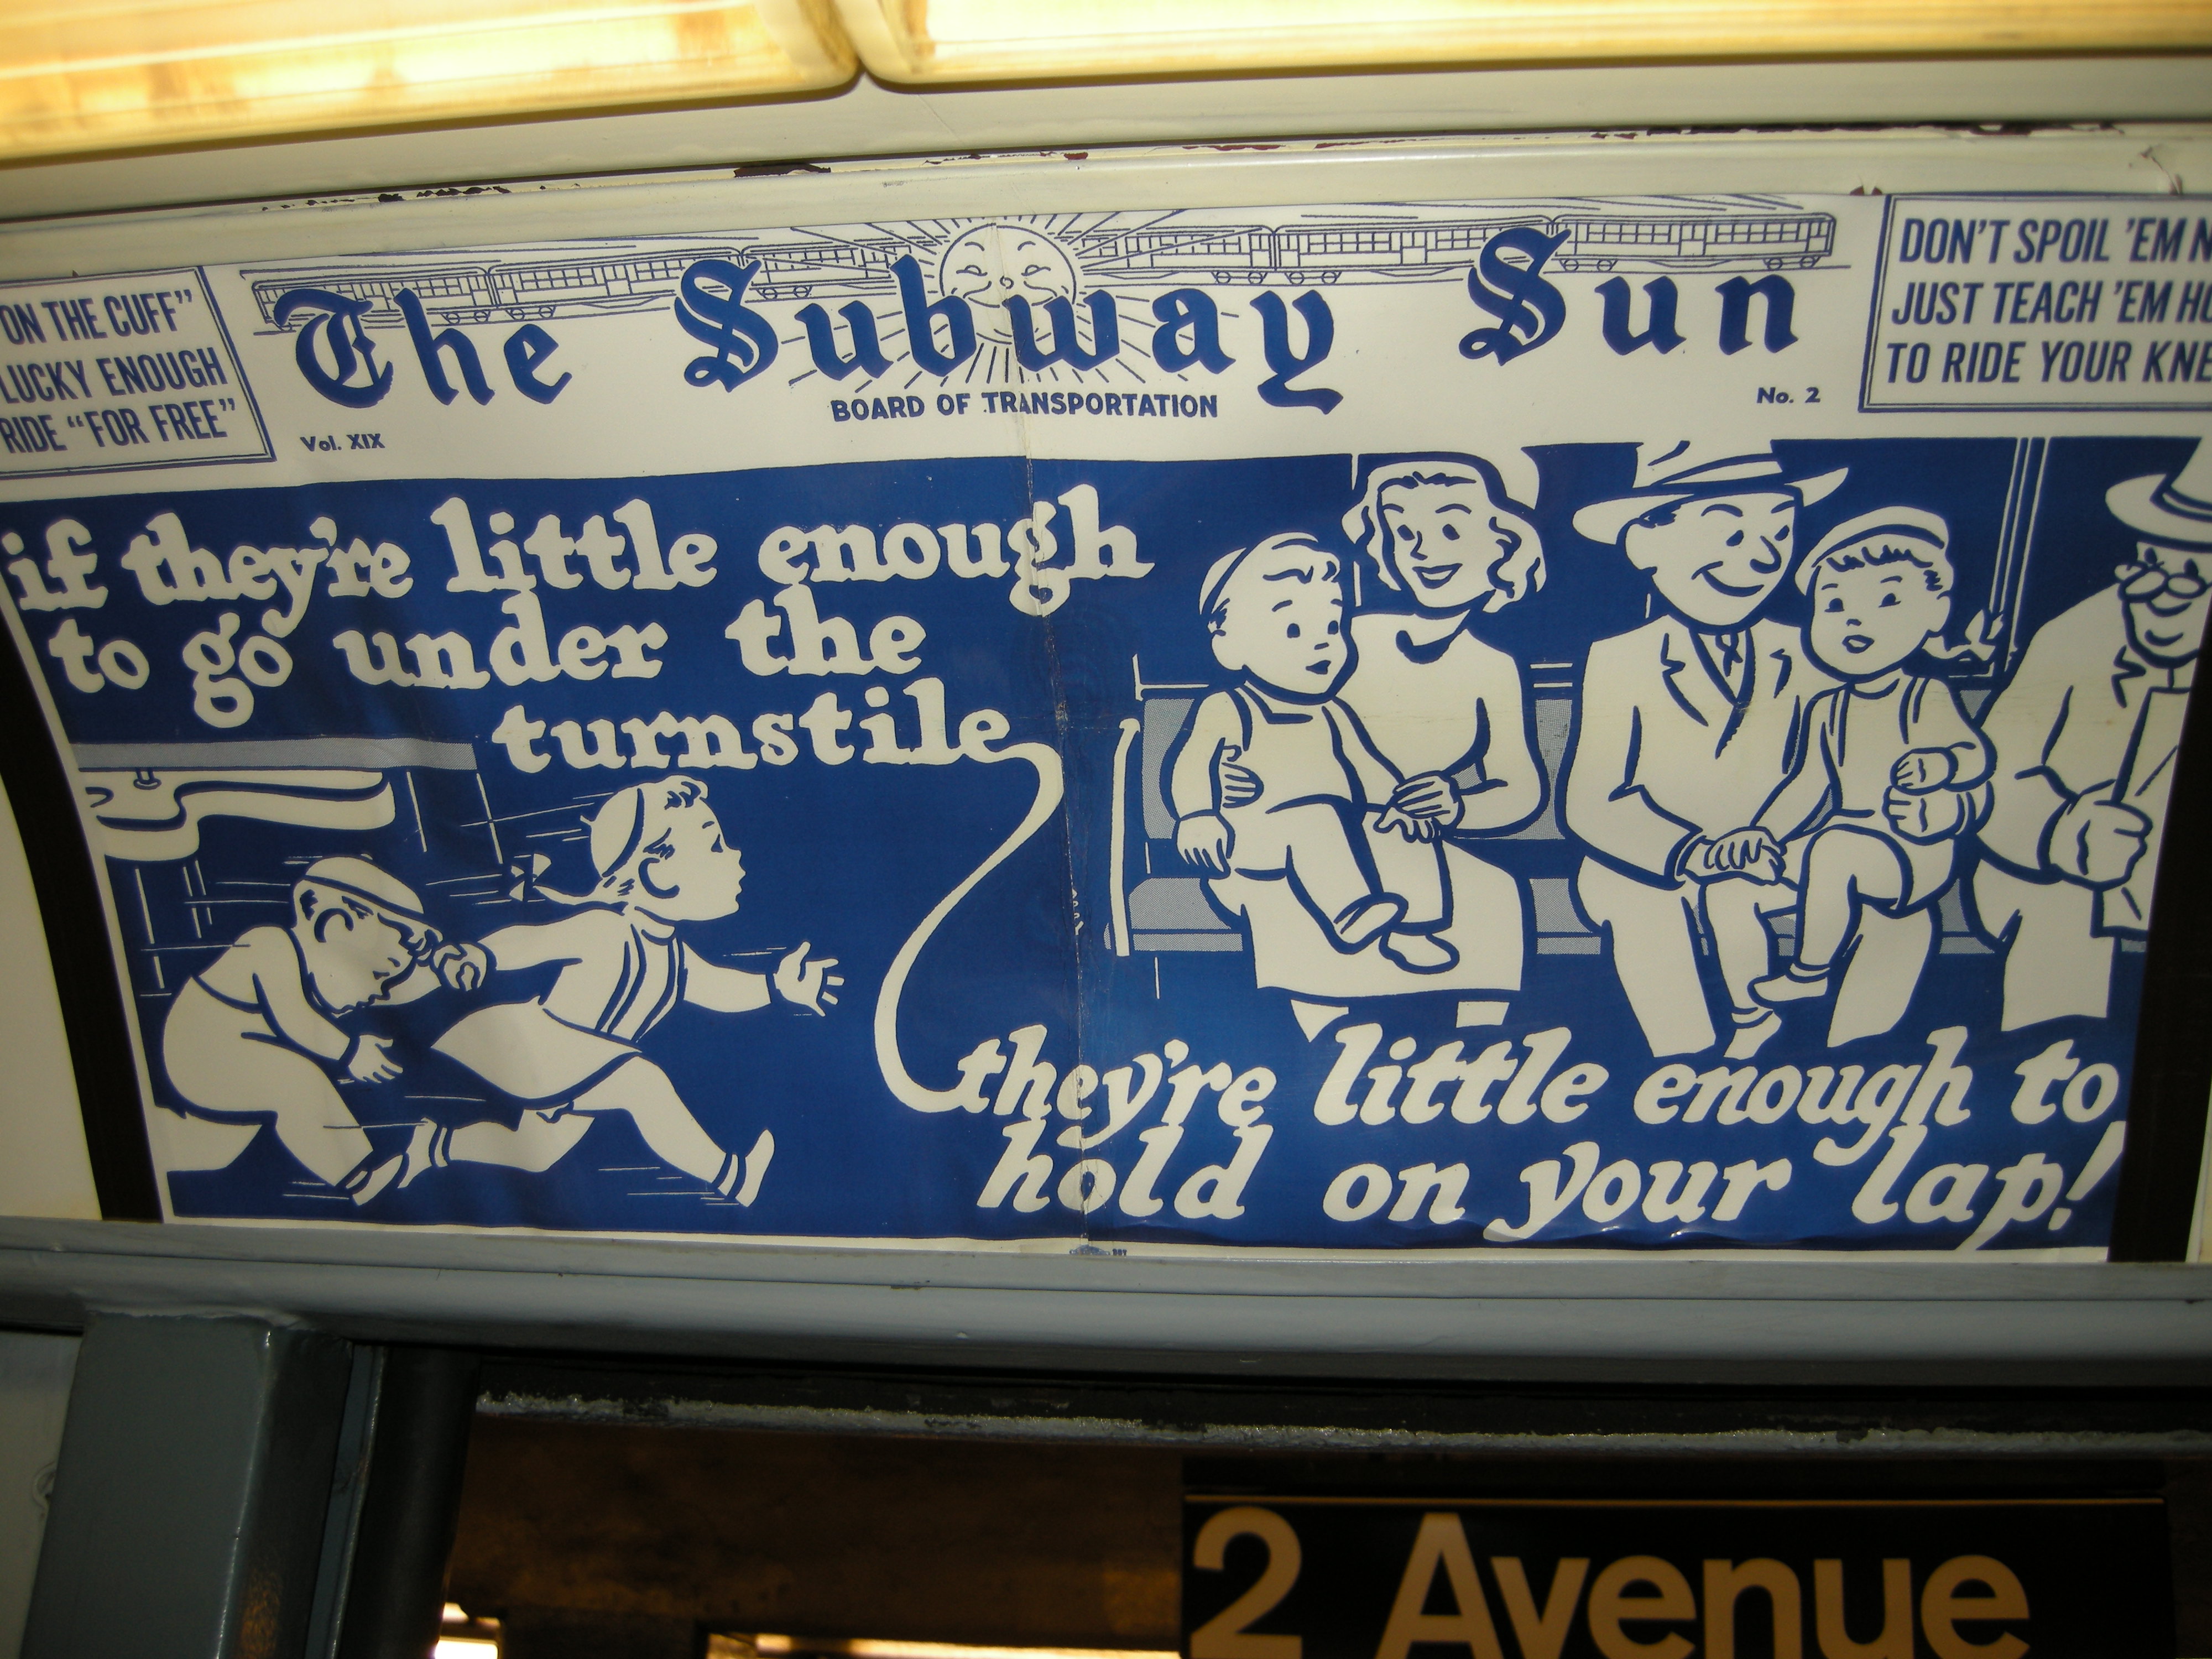 ON THE CUFF"
LUCKY ENOUGH
RIDE "FOR FREE"
The Subway Sun
BOARD OF TRANSPORTATION
Vol. XIX
No. 2
DON'T SPOIL 'EM
JUST TEACH 'EM
TO RIDE YOUR
if they're little enough
to go under the
turnstile
they're little enough to
hold on your lap!
2 Avenue